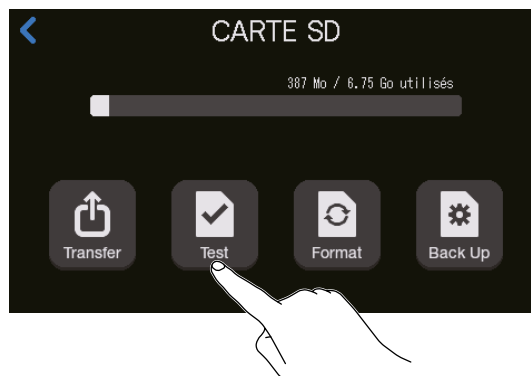 CARTE SD
387 Mo / 6.75 Go utilisés
Transfer
Test
Format
Back Up